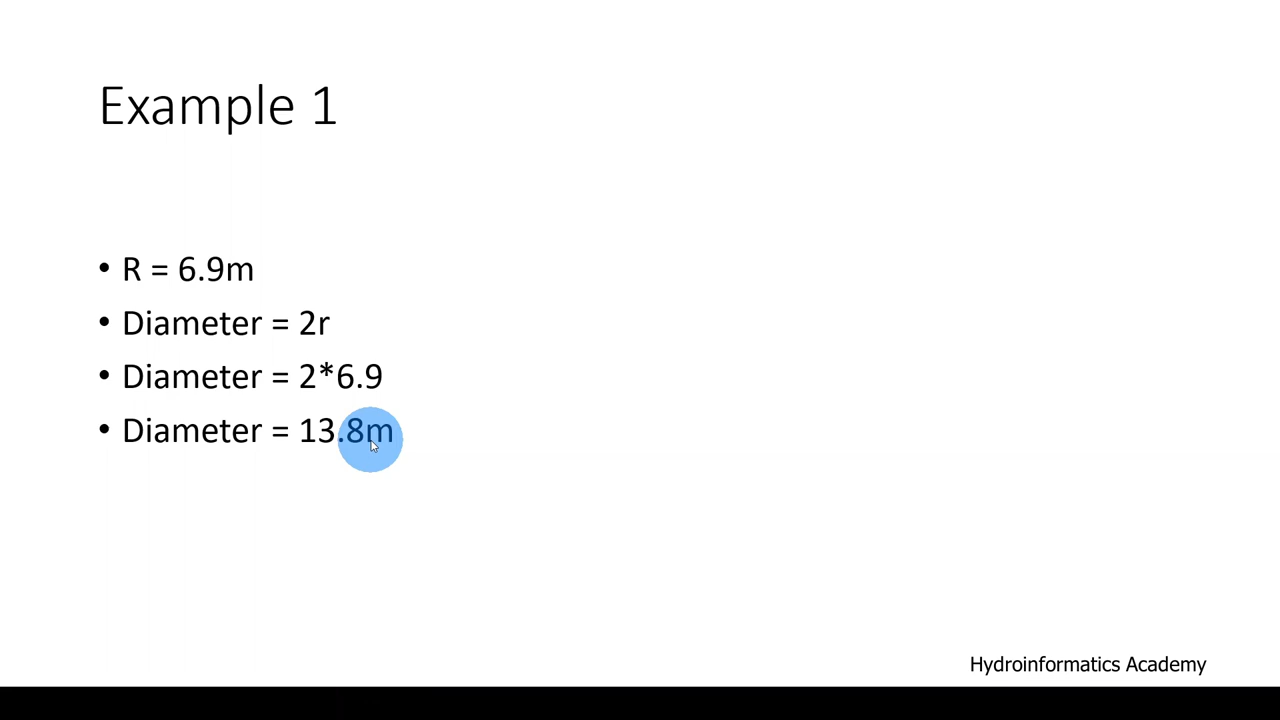 Example 1
• R = 6.9m
• Diameter = 2r
• Diameter = 2*6.9
• Diameter = 13.8m
Hydroinformatics Academy